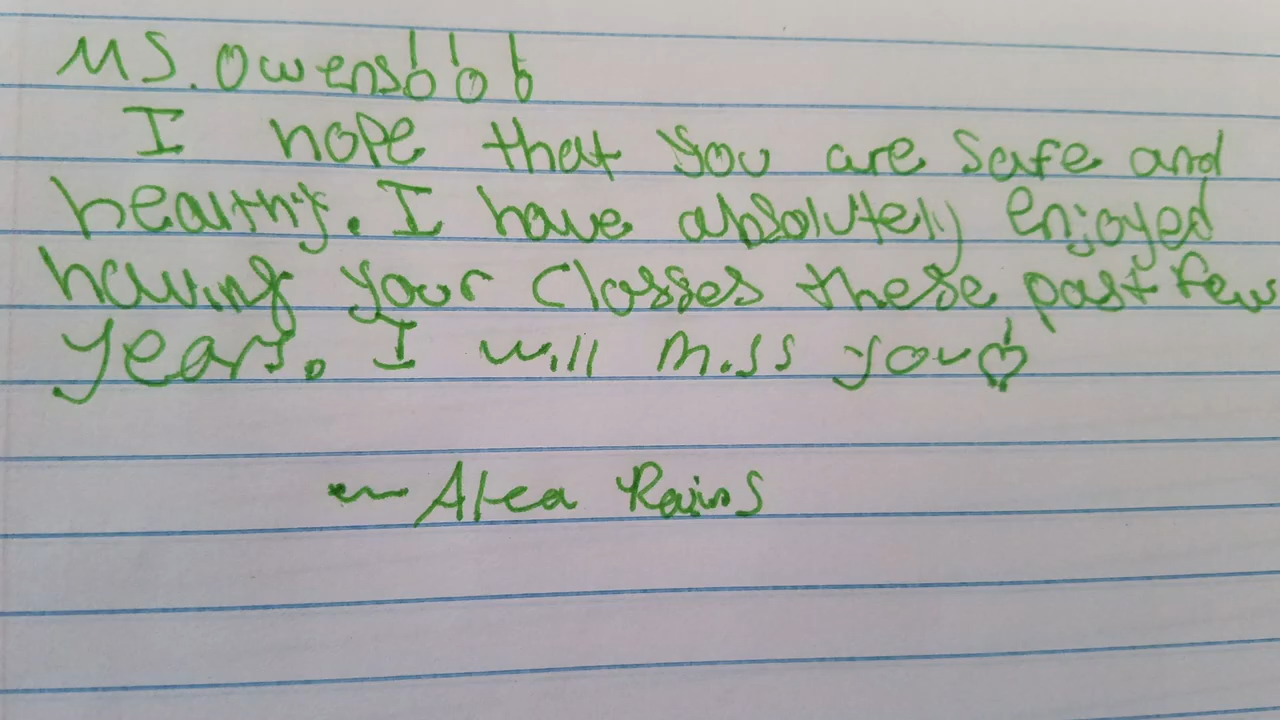 Ms. Owens!!!
I hope that you are safe and
healthy. I have absolutely enjoyed
having your classes these past few
years. I will miss you
~ Alea Rains